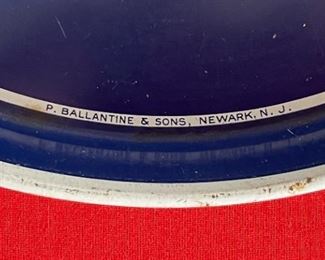 P. BALLANTINE & SONS, NEWARK, N. J.